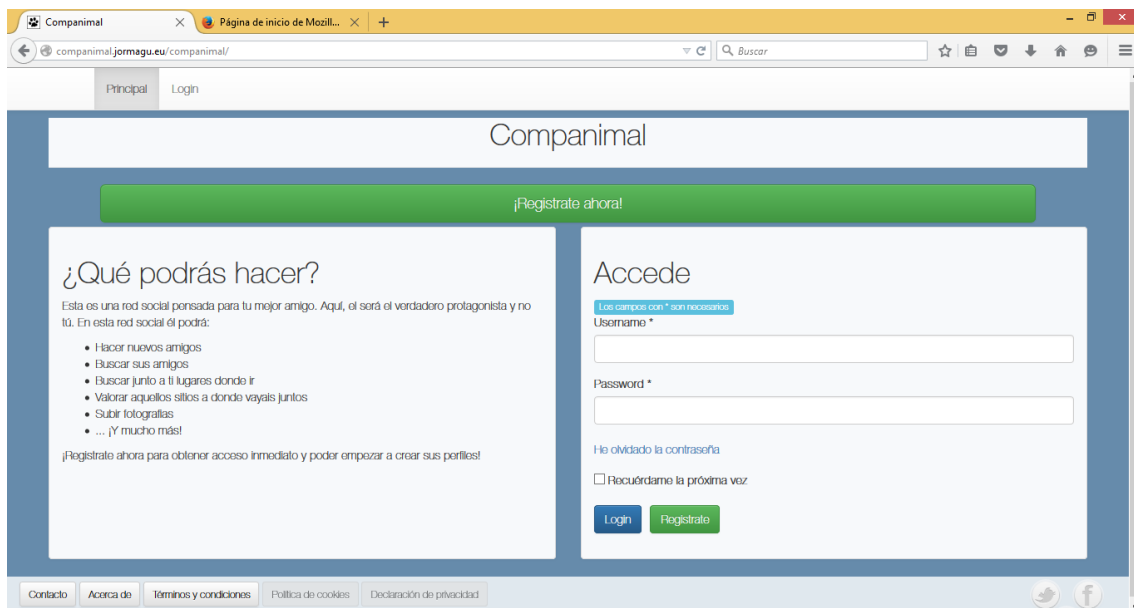 Companimal
Página de inicio de Mozill...
companimal.jormagu.eu/companimal/
Buscar
Principal
Login
Companimal
¡Registrate ahora!
¿Qué podrás hacer?
Esta es una red social pensada para tu mejor amigo. Aquí, el será el verdadero protagonista y no
tú. En esta red social él podrá:
Hacer nuevos amigos
Buscar sus amigos
Buscar junto a ti lugares donde ir
Valorar aquellos sitios a donde vayais juntos
Subir fotografias
... ¡Y mucho más!
¡Registrate ahora para obtener acceso inmediato y poder empezar a crear sus perfiles!
Accede
Los campos con * son necesarios
Username *
Password *
He olvidado la contraseña
Recuérdame la próxima vez
Login
Registrate
Contacto
Acerca de
Términos y condiciones
Política de cookies
Declaración de privacidad